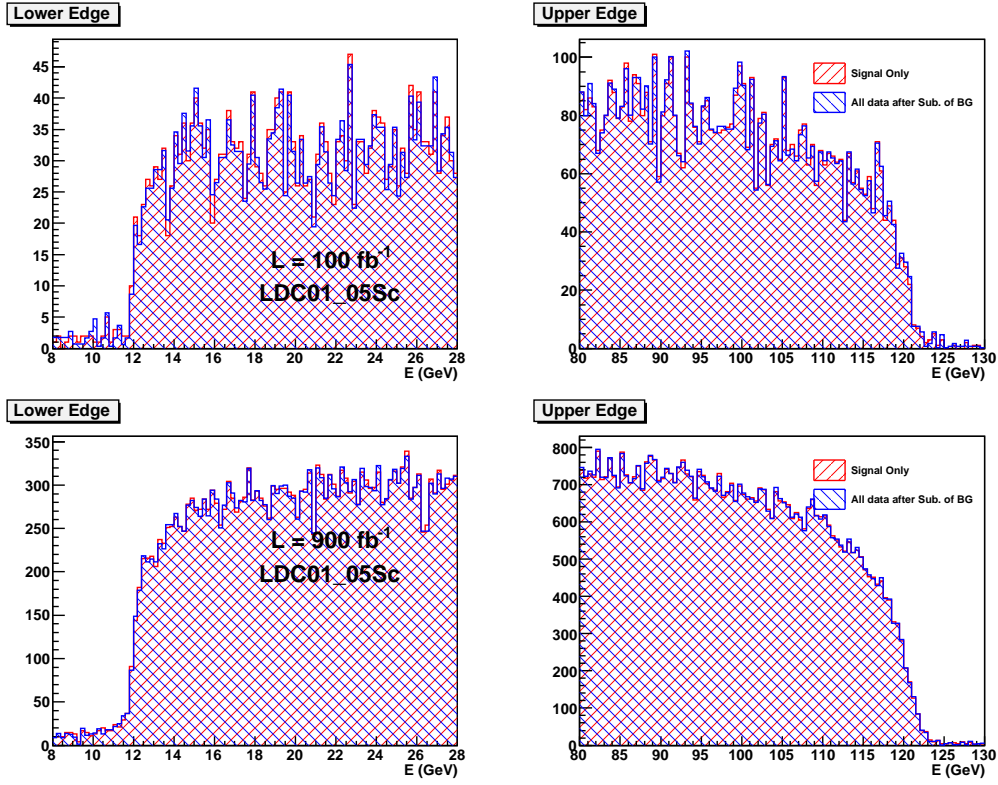 Lower Edge
Upper Edge
45
40
35
30
25
20
15
10
5
0
8 10 12 14 16 18 20 22 24 26 28
E (GeV)
L = 100 fb-1
LDC01_05Sc
100
80
60
40
20
0
80 85 90 95 100 105 110 115 120 125 130
E (GeV)
Signal Only
All data after Sub. of BG
Lower Edge
Upper Edge
350
300
250
200
150
100
50
0
8 10 12 14 16 18 20 22 24 26 28
E (GeV)
L = 900 fb-1
LDC01_05Sc
800
700
600
500
400
300
200
100
0
80 85 90 95 100 105 110 115 120 125 130
E (GeV)
Signal Only
All data after Sub. of BG